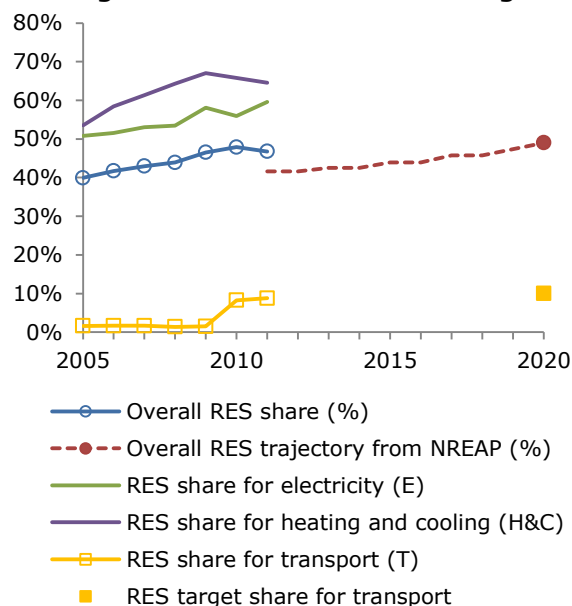 80%
70%
60%
50%
40%
30%
20%
10%
0%
2005 2010 2015 2020
Overall RES share (%)
Overall RES trajectory from NREAP (%)
RES share for electricity (E)
RES share for heating and cooling (H&C)
RES share for transport (T)
RES target share for transport